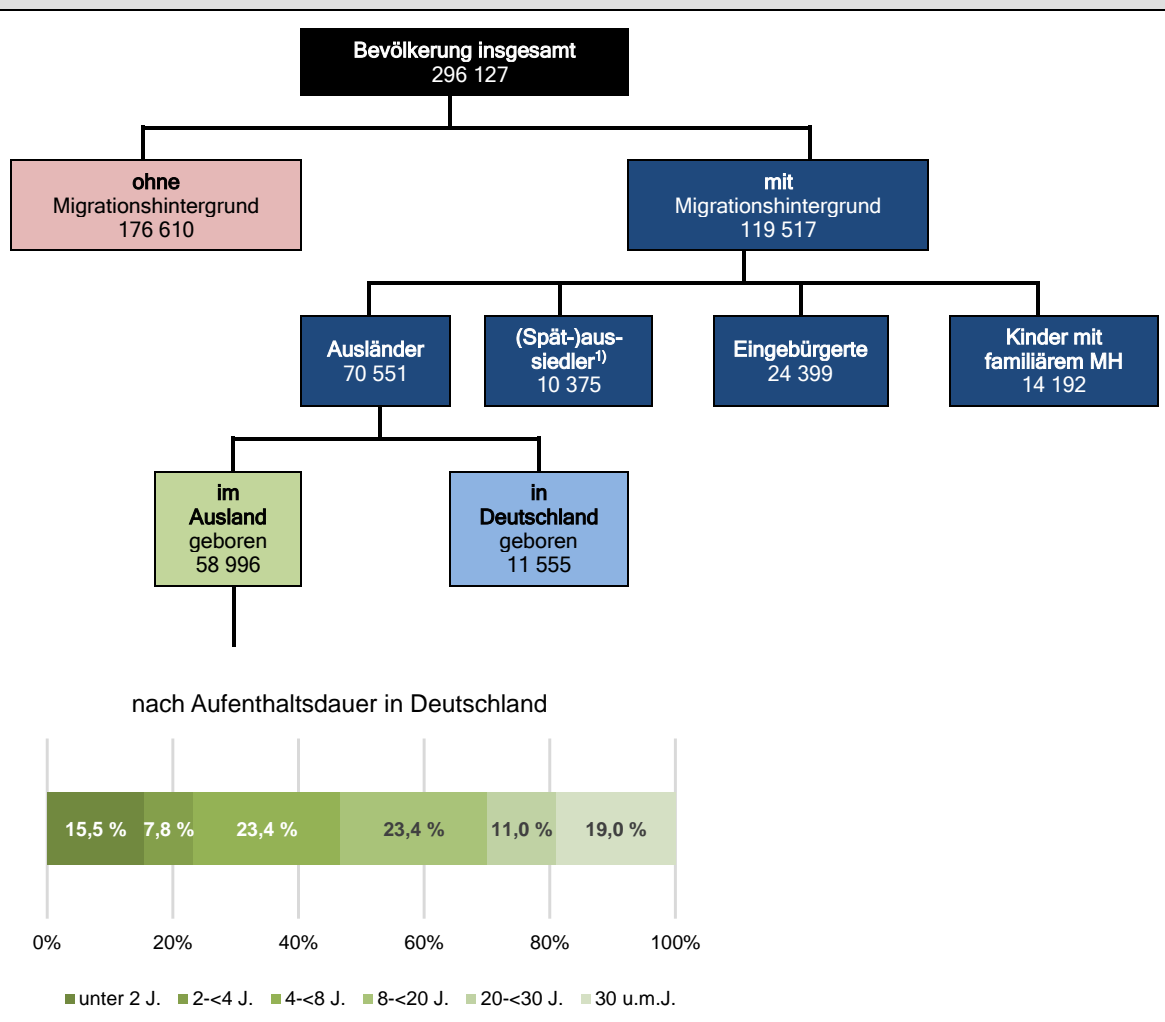 Bevölkerung insgesamt
296 127
ohne
Migrationshintergrund
176 610
mit
Migrationshintergrund
119 517
Ausländer
70 551
(Spät-)aus-
siedler1)
10 375
Eingebürgerte
24 399
Kinder mit
familiärem MH
14 192
im
Ausland
geboren
58 996
in
Deutschland
geboren
11 555
nach Aufenthaltsdauer in Deutschland
15,5 % 7,8 % 23,4 % 23,4 % 11,0 % 19,0 %
0% 20% 40% 60% 80% 100%
unter 2 J. 2-<4 J. 4-<8 J. 8-<20 J. 20-<30 J. 30 u.m.J.